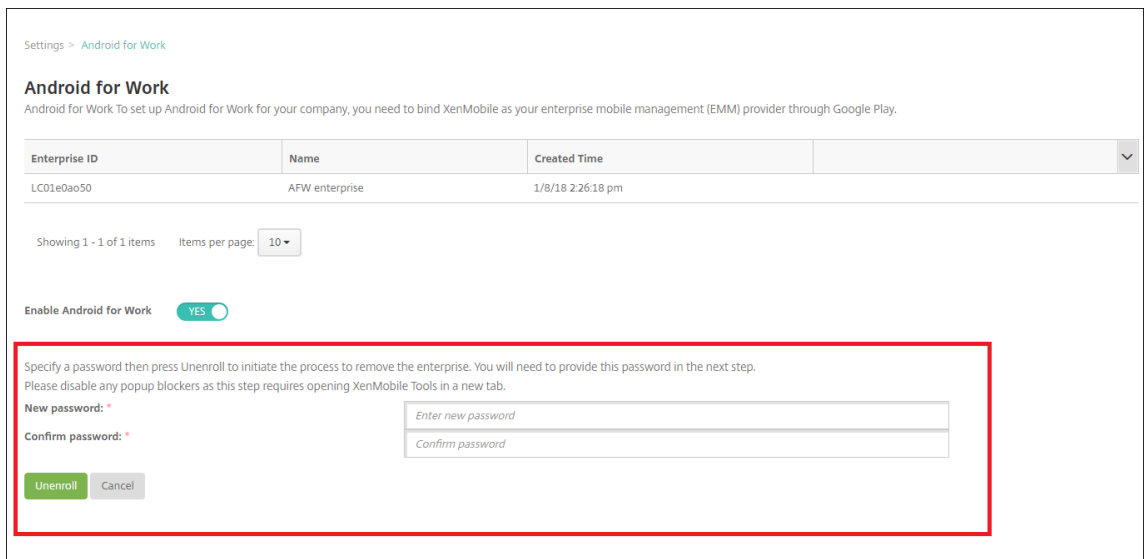 Settings > Android for Work
Android for Work
Android for Work To set up Android for Work for your company, you need to bind XenMobile as your enterprise mobile management (EMM) provider through Google Play.
Enterprise ID Name Created Time
LC01e0ao50 AFW enterprise 1/8/18 2:26:18 pm
Showing 1 - 1 of 1 items Items per page: 10
Enable Android for Work YES
Specify a password then press Unenroll to initiate the process to remove the enterprise. You will need to provide this password in the next step.
Please disable any popup blockers as this step requires opening XenMobile Tools in a new tab.
New password: * Enter new password
Confirm password: * Confirm password
Unenroll Cancel